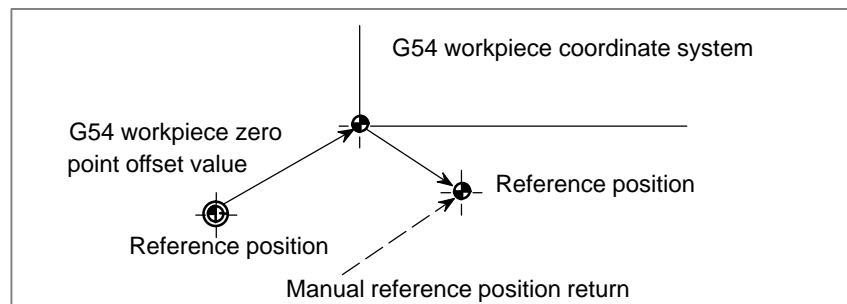 G54 workpiece coordinate system
G54 workpiece zero
point offset value
Reference position
Reference position
Manual reference position return